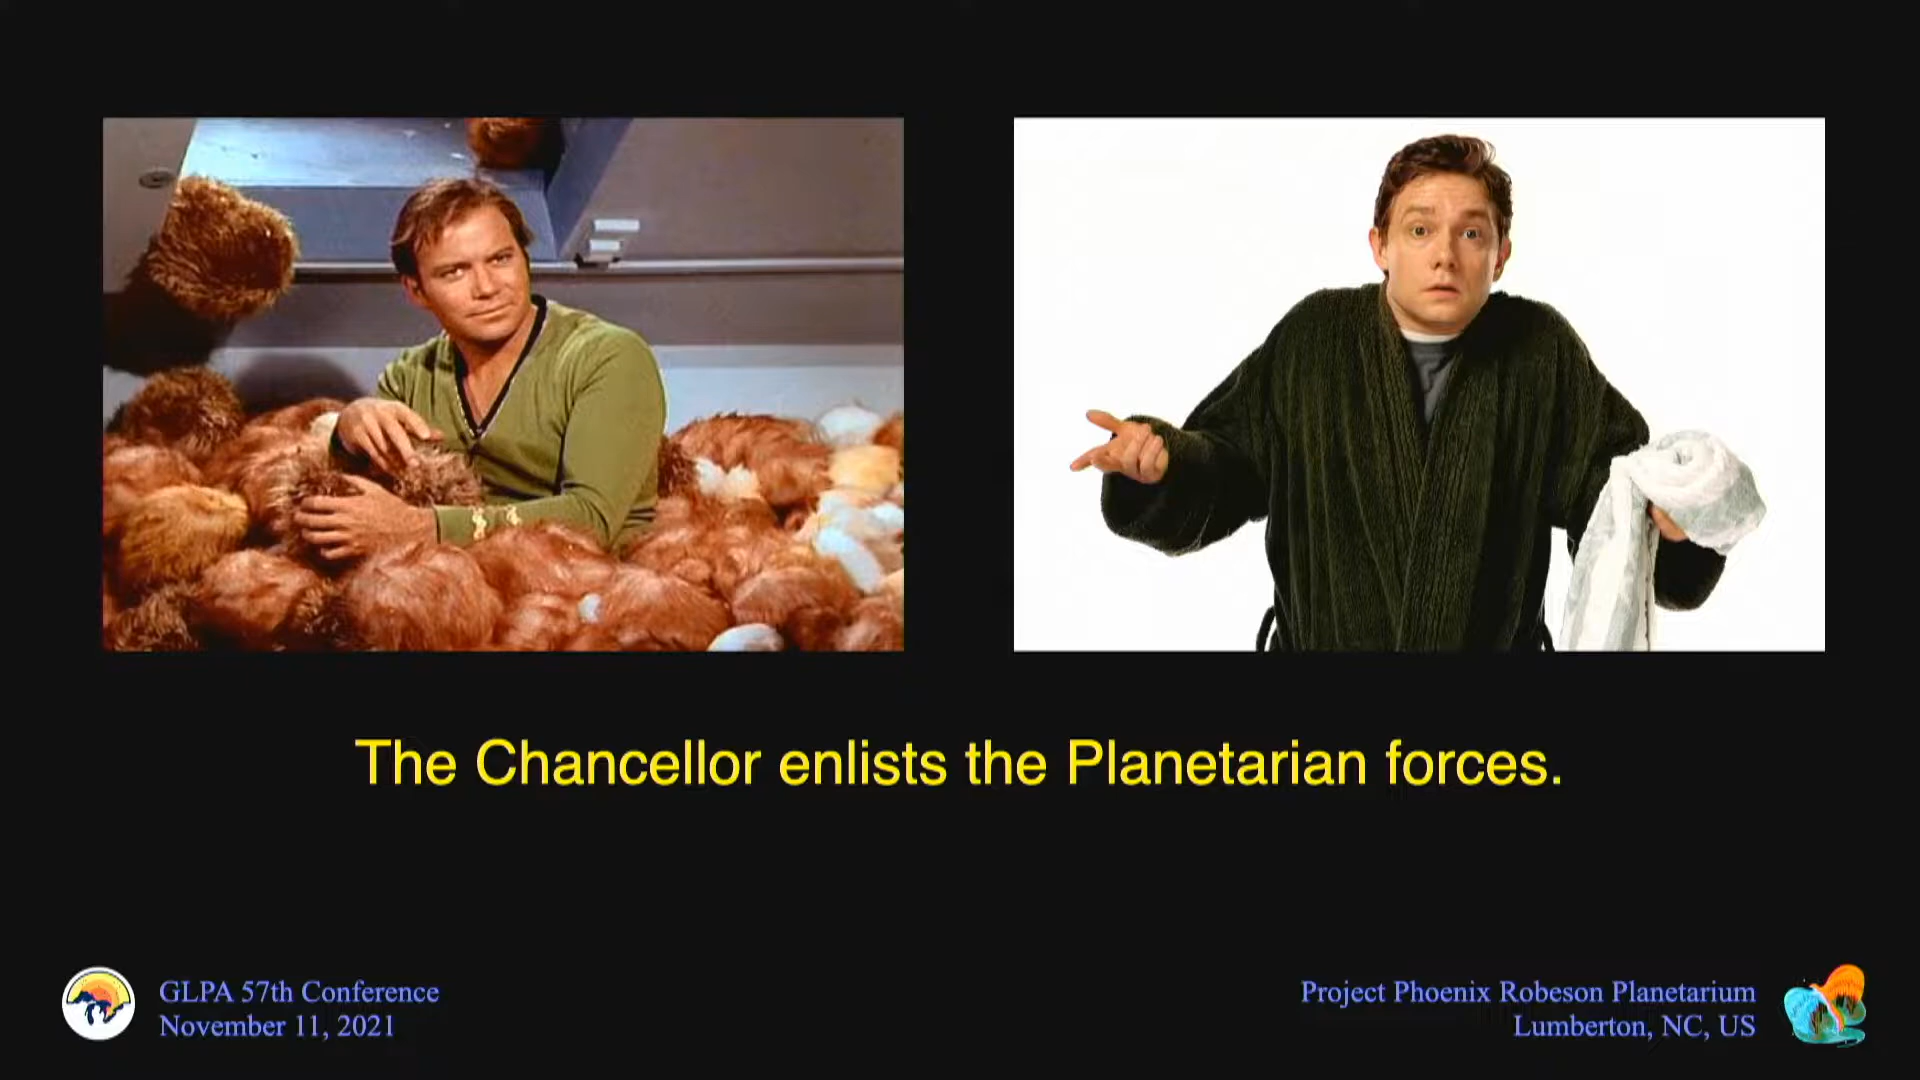 The Chancellor enlists the Planetarian forces.
GLPA 57th Conference
November 11, 2021
Project Phoenix Robeson Planetarium
Lumberton, NC, US